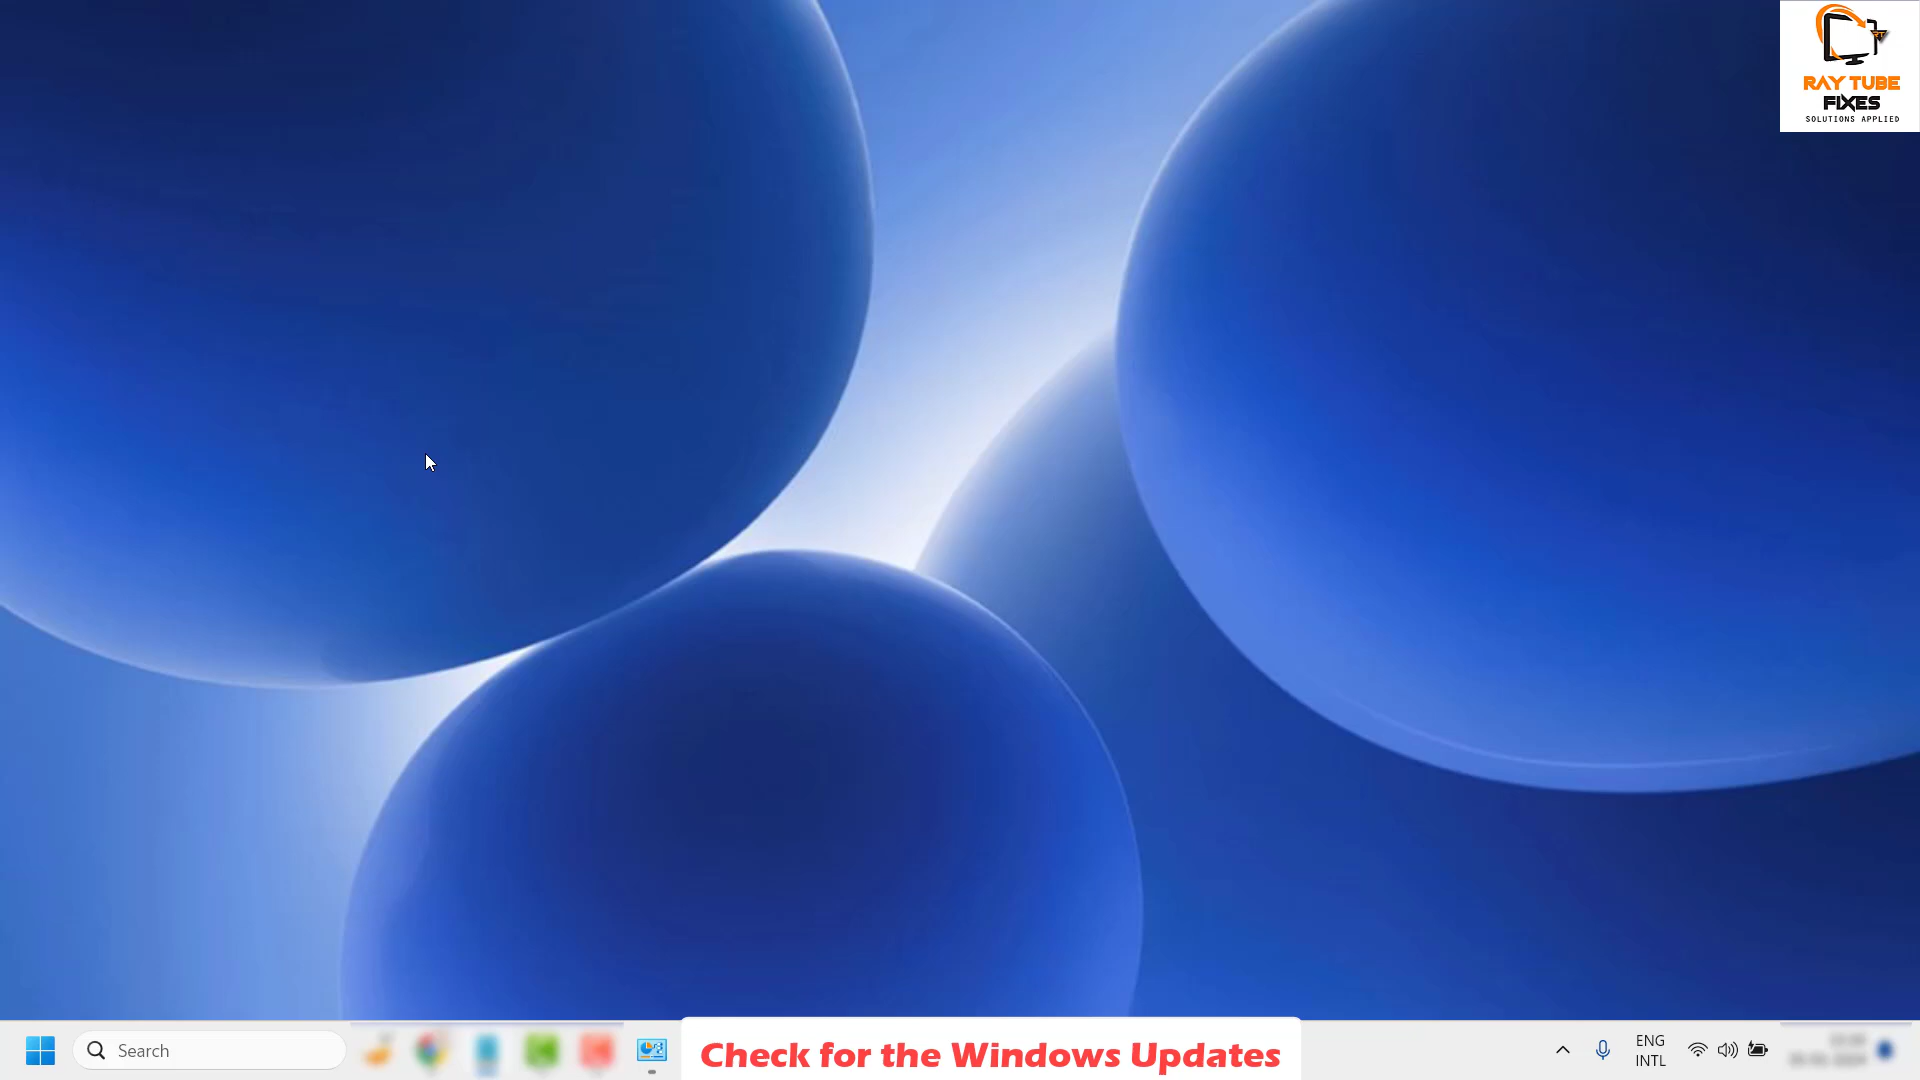 RAY TUBE
FIXES
SOLUTIONS APPLIED
Search
Check for the Windows Updates
ENG
INTL